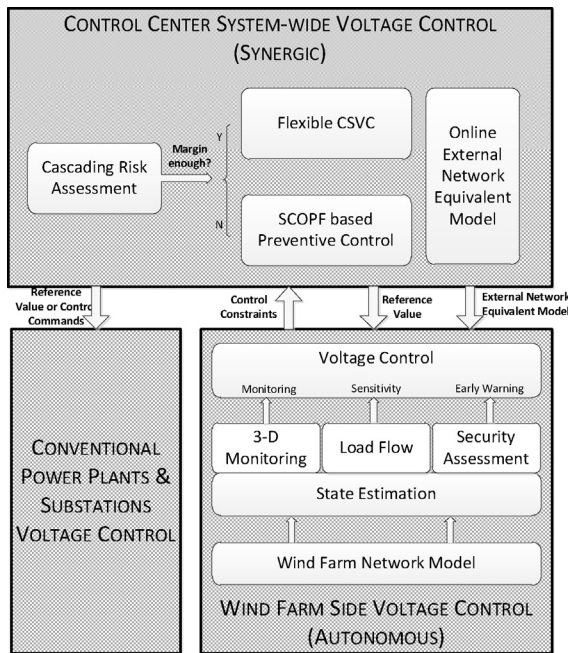 CONTROL CENTER SYSTEM-WIDE VOLTAGE CONTROL
(SYNERGIC)
Cascading Risk
Assessment
Margin
enough?
Y
N
Flexible CSVC
SCOPF based
Preventive Control
Online
External
Network
Equivalent
Model
Reference
Value or Contro
Commands
Control
Constraints
Reference
Value
External Network
Equivalent Model
CONVENTIONAL
POWER PLANTS &
SUBSTATIONS
VOLTAGE CONTROL
Voltage Control
Monitoring
Sensitivity
Early Warning
3-D
Monitoring
Load Flow
Security
Assessment
State Estimation
Wind Farm Network Model
WIND FARM SIDE VOLTAGE CONTROL
(AUTONOMOUS)